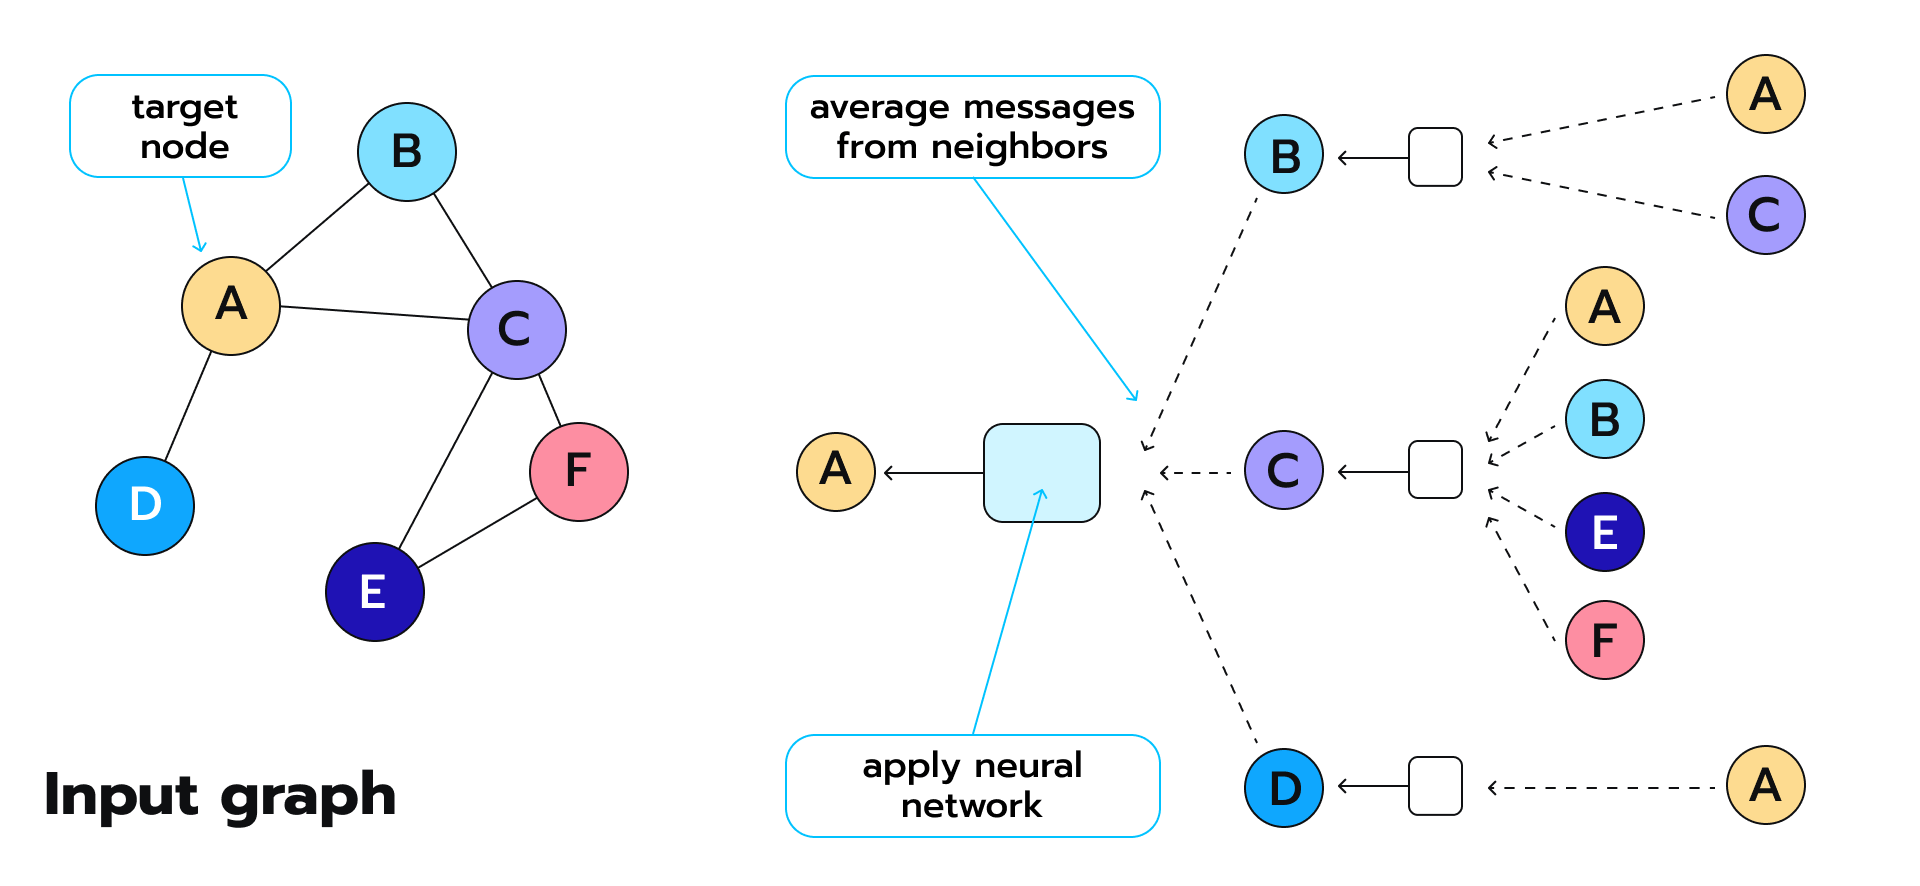 target
node
B
A
C
F
D
E
Input graph
average messages
from neighbors
A
apply neural
network
B
A
C
C
A
B
E
F
D
A